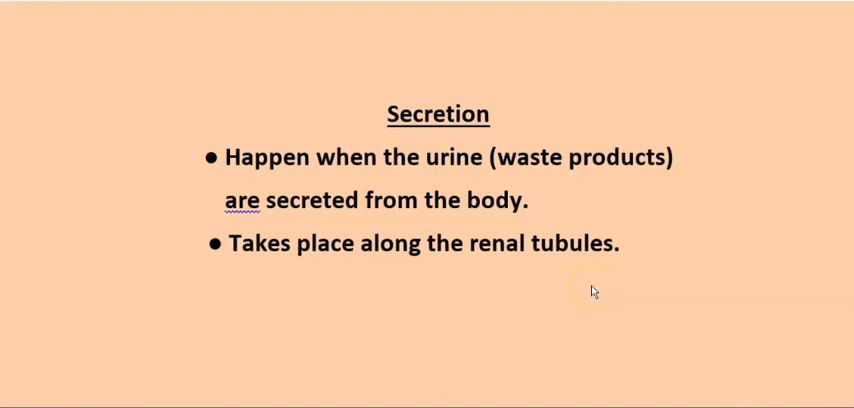 Secretion
● Happen when the urine (waste products)
are secreted from the body.
● Takes place along the renal tubules.